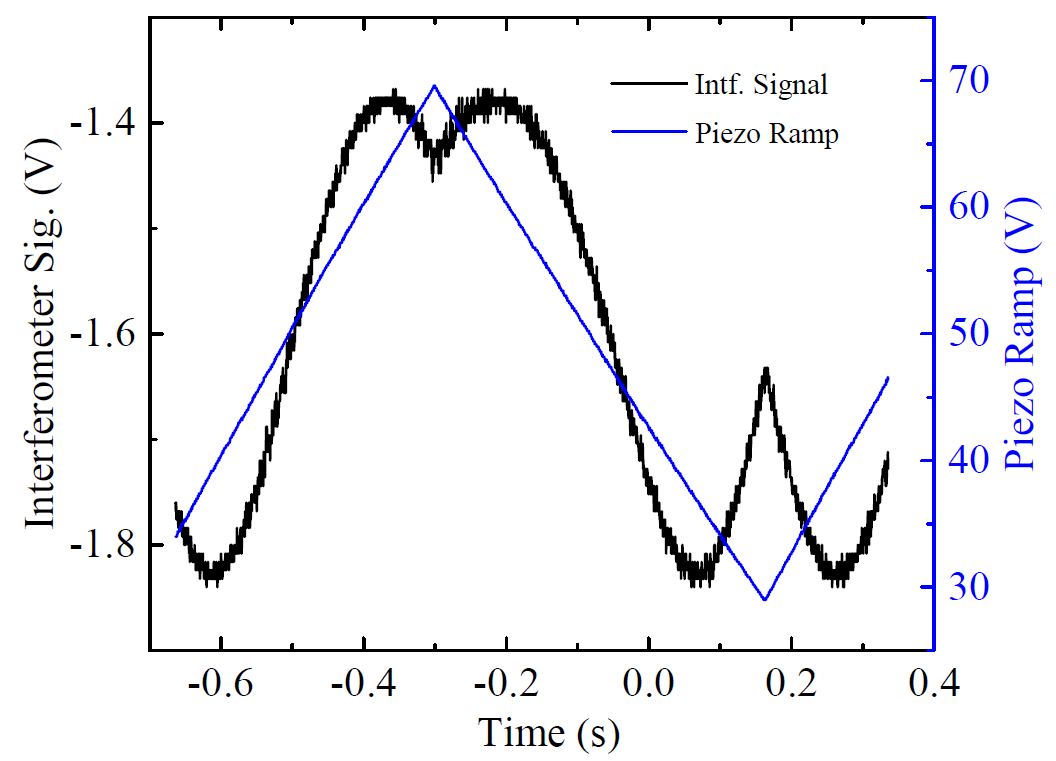 Intf. Signal
Piezo Ramp
Interferometer Sig. (V)
-1.4
-1.6
-1.8
70
60
50
40
30
Piezo Ramp (V)
-0.6 -0.4 -0.2 0.0 0.2 0.4
Time (s)